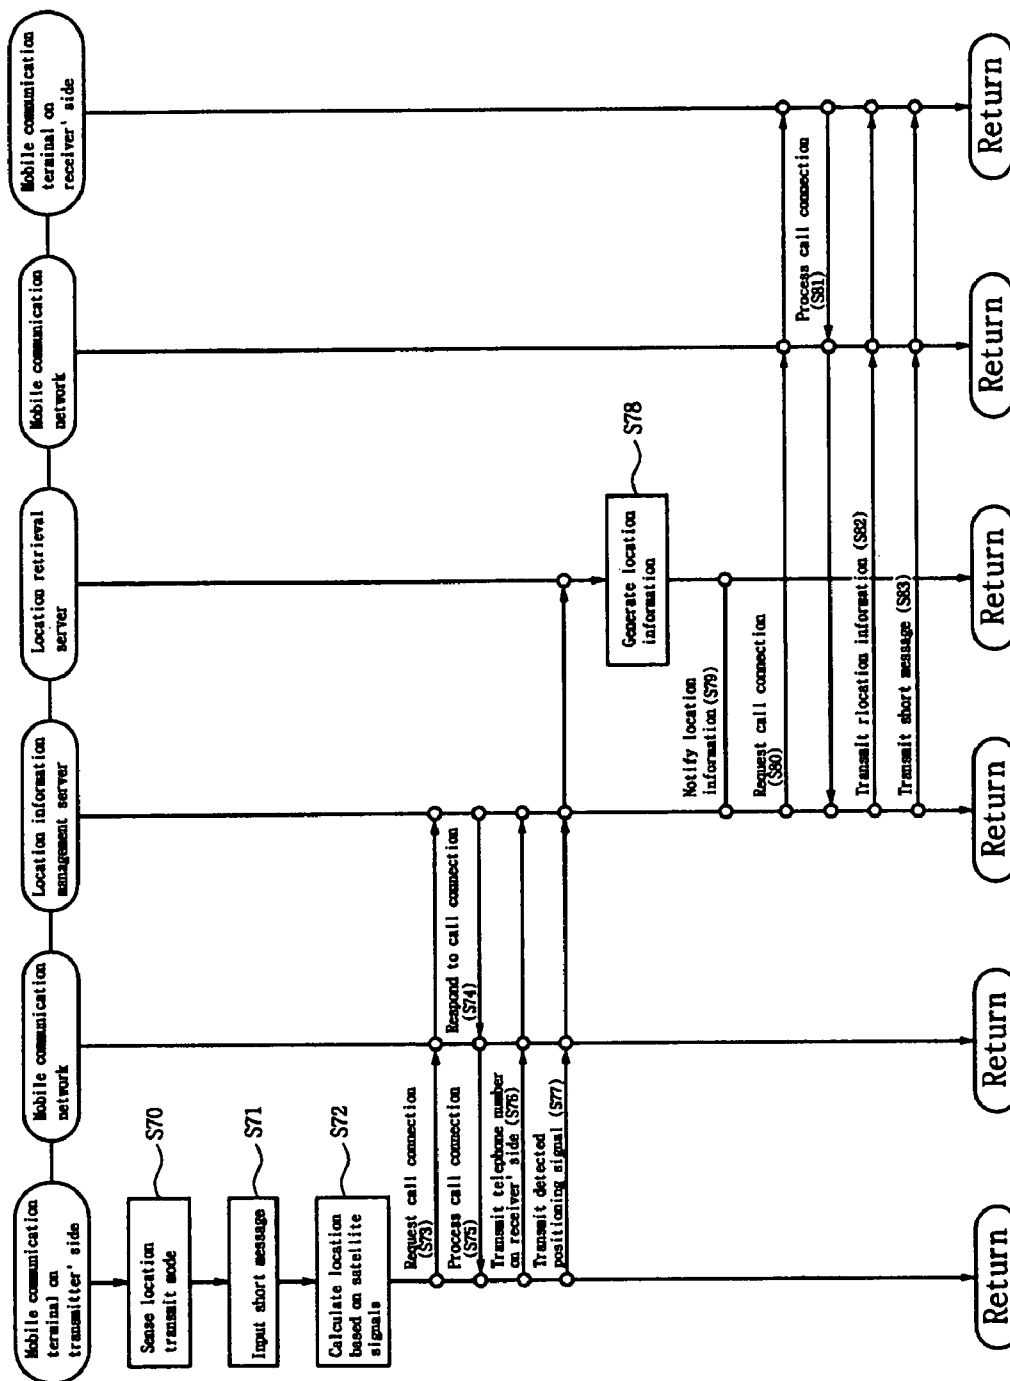 Mobile communication
terminal on
transmitter' side
Mobile communication
network
Location information
management server
Location retrieval
server
Mobile communication
network
Mobile communication
terminal on
receiver' side
Sense location
transmit mode
S70
Input short message
S71
Calculate location
based on satellite
signals
S72
Request call connection
(S73)
Respond to call connection
(S74)
Process call connection
(S75)
Transmit telephone number
on receiver' side (S76)
Transmit detected
positioning signal (S77)
Generate location
information
S78
Notify location
information (S79)
Request call connection
(S80)
Process call connection
(S81)
Transmit rlocation information (S82)
Transmit short message (S83)
Return
Return
Return
Return
Return
Return